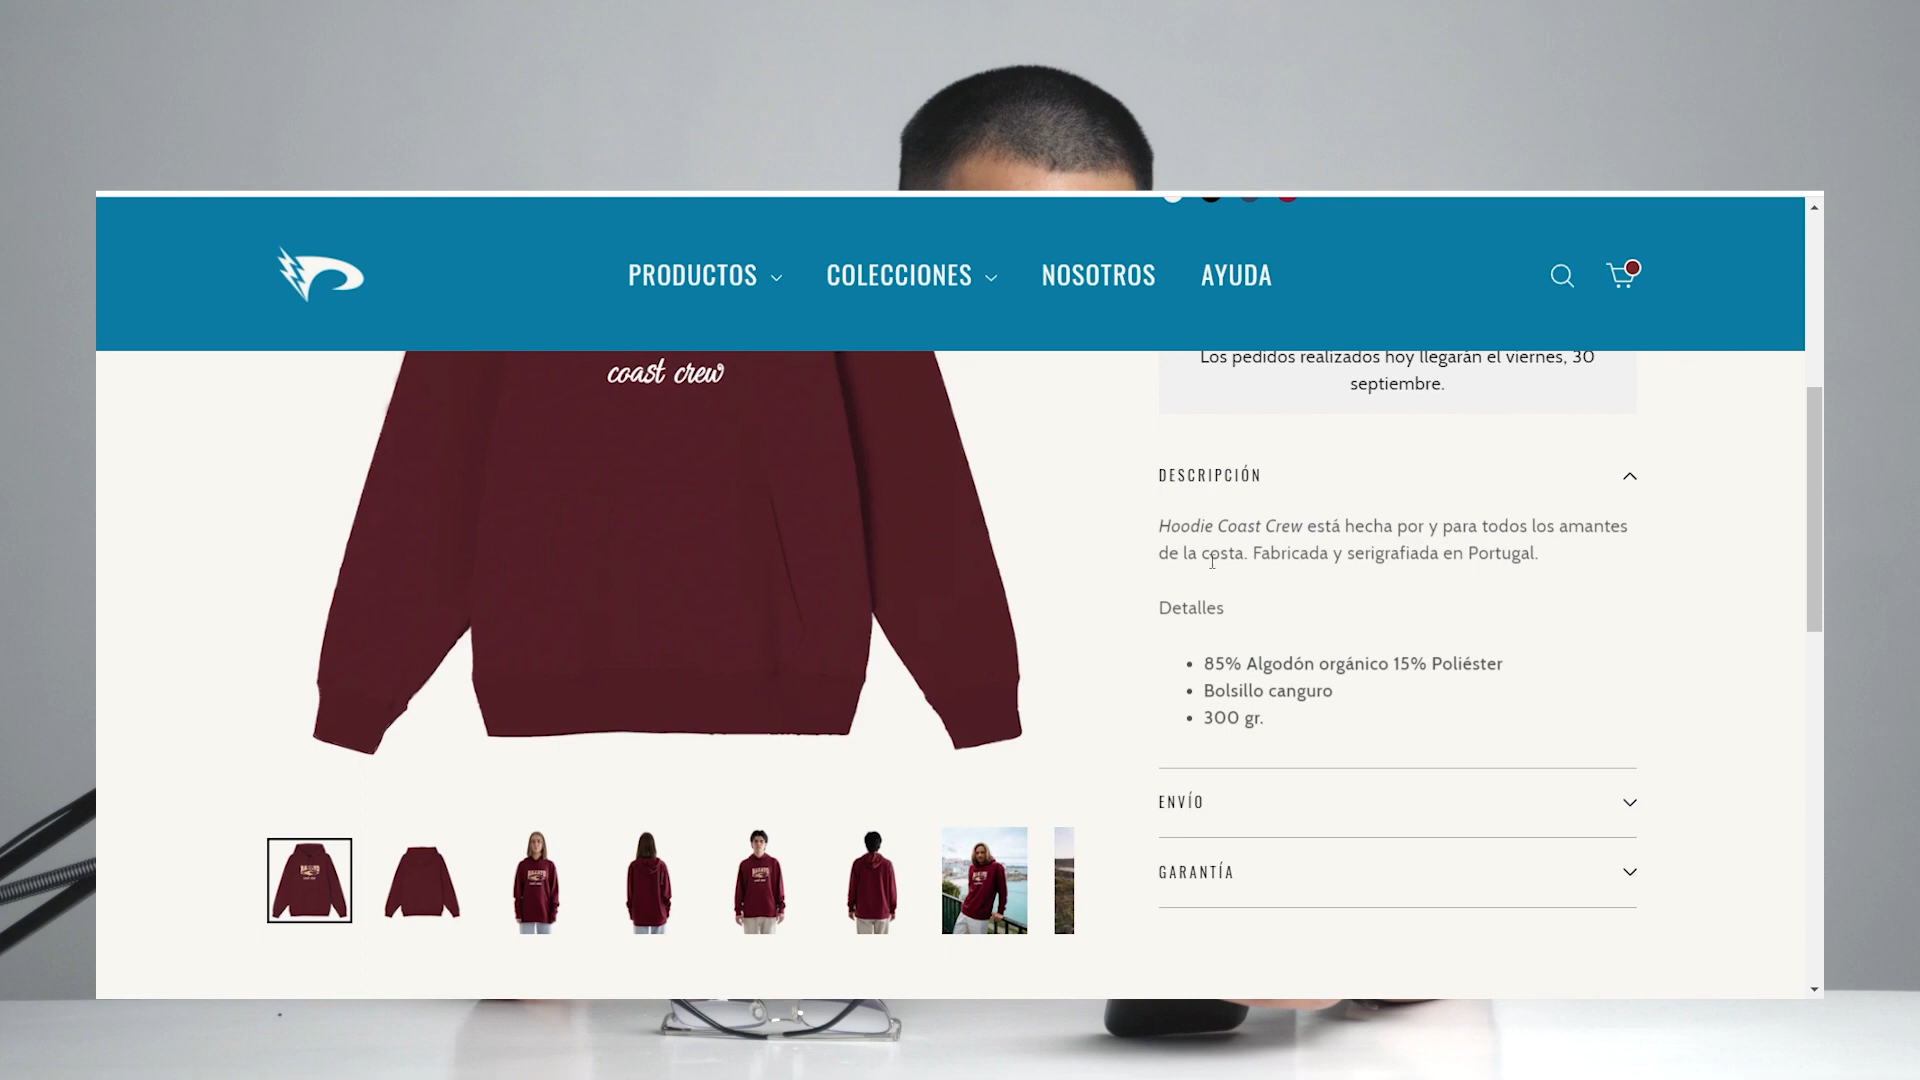 PRODUCTOS COLECCIONES NOSOTROS AYUDA
coast crew
Los pedidos realizados hoy llegarán el viernes, 30
septiembre.
DESCRIPCIÓN
Hoodie Coast Crew está hecha por y para todos los amantes
de la costa. Fabricada y serigrafiada en Portugal.
Detalles
85% Algodón orgánico 15% Poliéster
Bolsillo canguro
300 gr.
ENVÍO
GARANTÍA